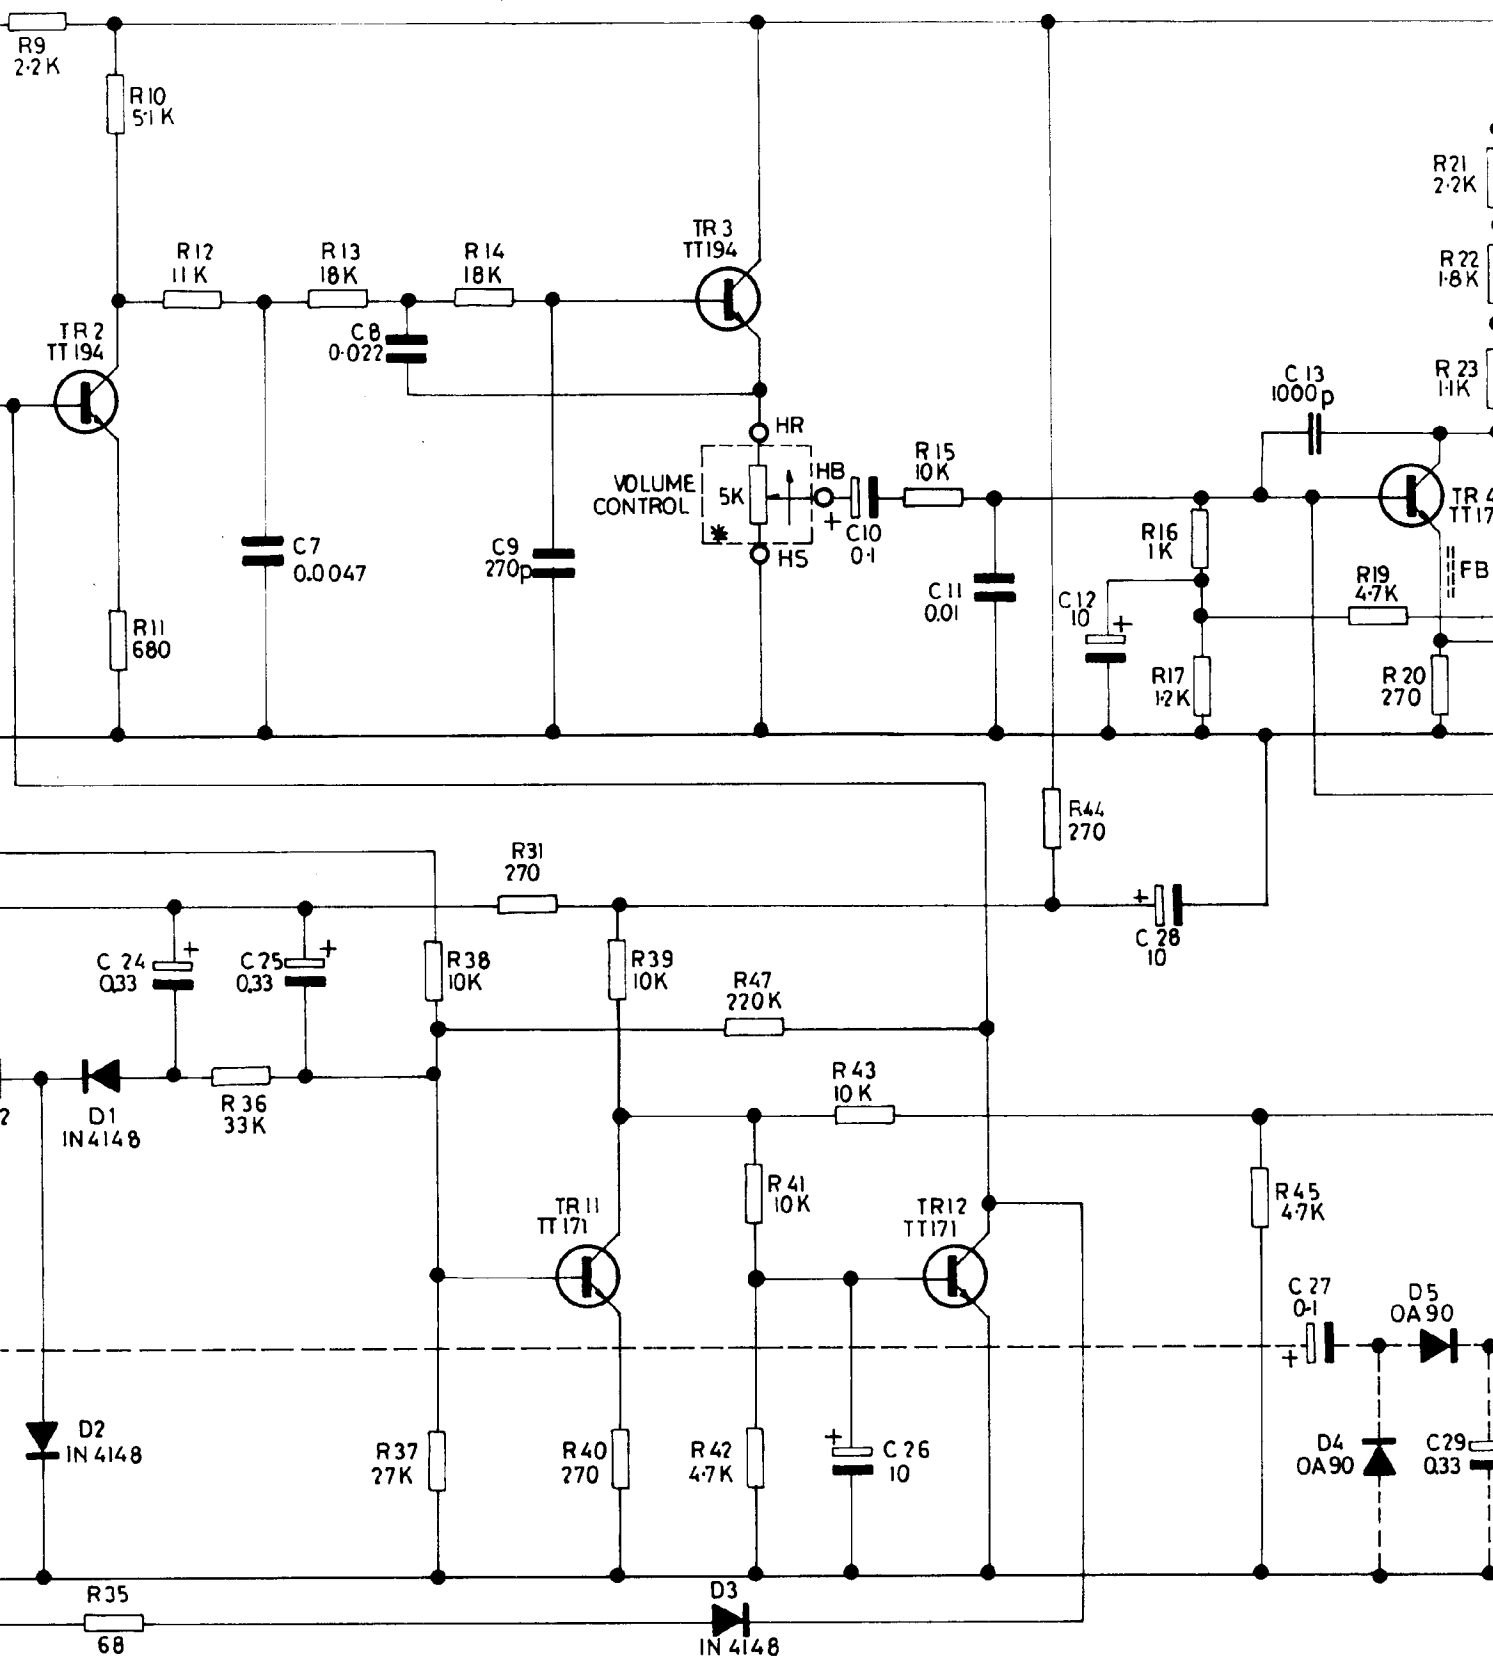 R9
2·2K
R10
5·1K
R12
11K
R13
18K
R14
18K
TR3
TT194
TR2
TT194
C8
0·022
C7
0.0047
C9
270p
R11
680
HR
VOLUME
CONTROL
5K
*
HB
HS
+
C10
0·1
R15
10K
C11
0.01
C12
10
+
R16
1K
R17
1·2K
C13
1000p
R19
4·7K
R20
270
R21
2·2K
R22
1·8K
R23
1·1K
TR4
TT17
FB
R44
270
+
C28
10
R31
270
C24
0.33
+
C25
0.33
+
R38
10K
R39
10K
R47
220K
R43
10K
2
D1
IN4148
R36
33K
TR11
TT171
R41
10K
TR12
TT171
R45
4·7K
C27
0·1
+
D5
OA90
D2
IN4148
R37
27K
R40
270
R42
4·7K
+
C26
10
D4
OA90
C29
0.33
R35
68
D3
IN4148